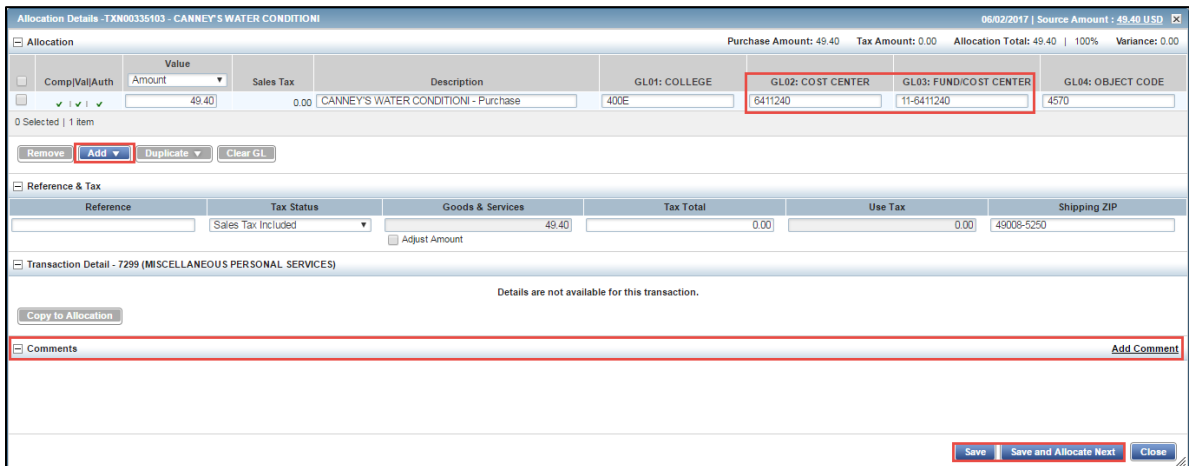 Allocation Details -TXN00335103 - CANNEY'S WATER CONDITIONI 06/02/2017 | Source Amount : 49.40 USD
Allocation Purchase Amount: 49.40 Tax Amount: 0.00 Allocation Total: 49.40 | 100% Variance: 0.00
Value
Comp|Val|Auth Amount Sales Tax Description GL01: COLLEGE GL02: COST CENTER GL03: FUND/COST CENTER GL04: OBJECT CODE
49.40 0.00 CANNEY'S WATER CONDITIONI - Purchase 400E 6411240 11-6411240 4570
0 Selected | 1 item
Remove Add Duplicate Clear GL
Reference & Tax
Reference Tax Status Goods & Services Tax Total Use Tax Shipping ZIP
Sales Tax Included 49.40 0.00 0.00 49008-5250
Adjust Amount
Transaction Detail - 7299 (MISCELLANEOUS PERSONAL SERVICES)
Details are not available for this transaction.
Copy to Allocation
Comments Add Comment
Save Save and Allocate Next Close